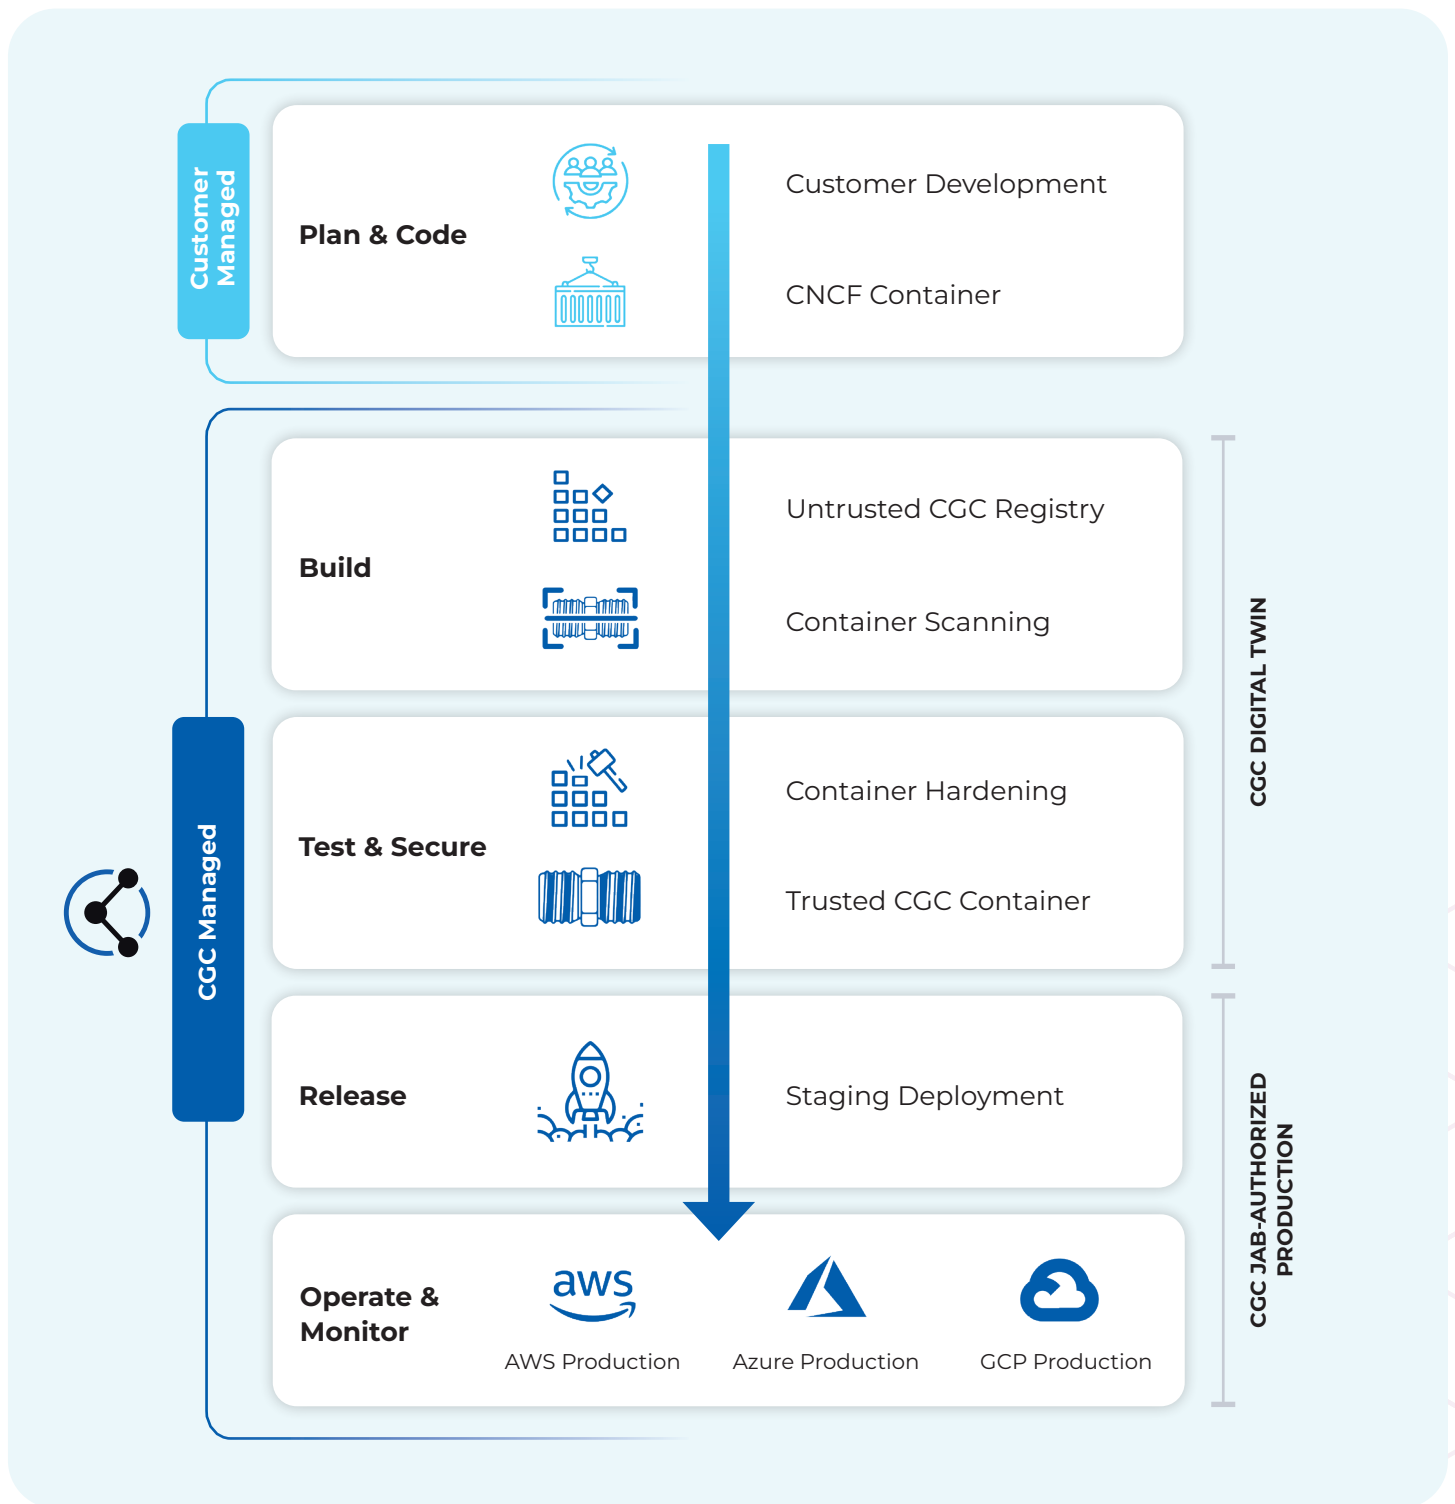 Customer
Managed
Plan & Code
Customer Development
CNCF Container
CGC Managed
Build
Untrusted CGC Registry
Container Scanning
CGC DIGITAL TWIN
Test & Secure
Container Hardening
Trusted CGC Container
Release
Staging Deployment
CGC JAB-AUTHORIZED
PRODUCTION
Operate &
Monitor
aws
AWS Production
Azure Production
GCP Production